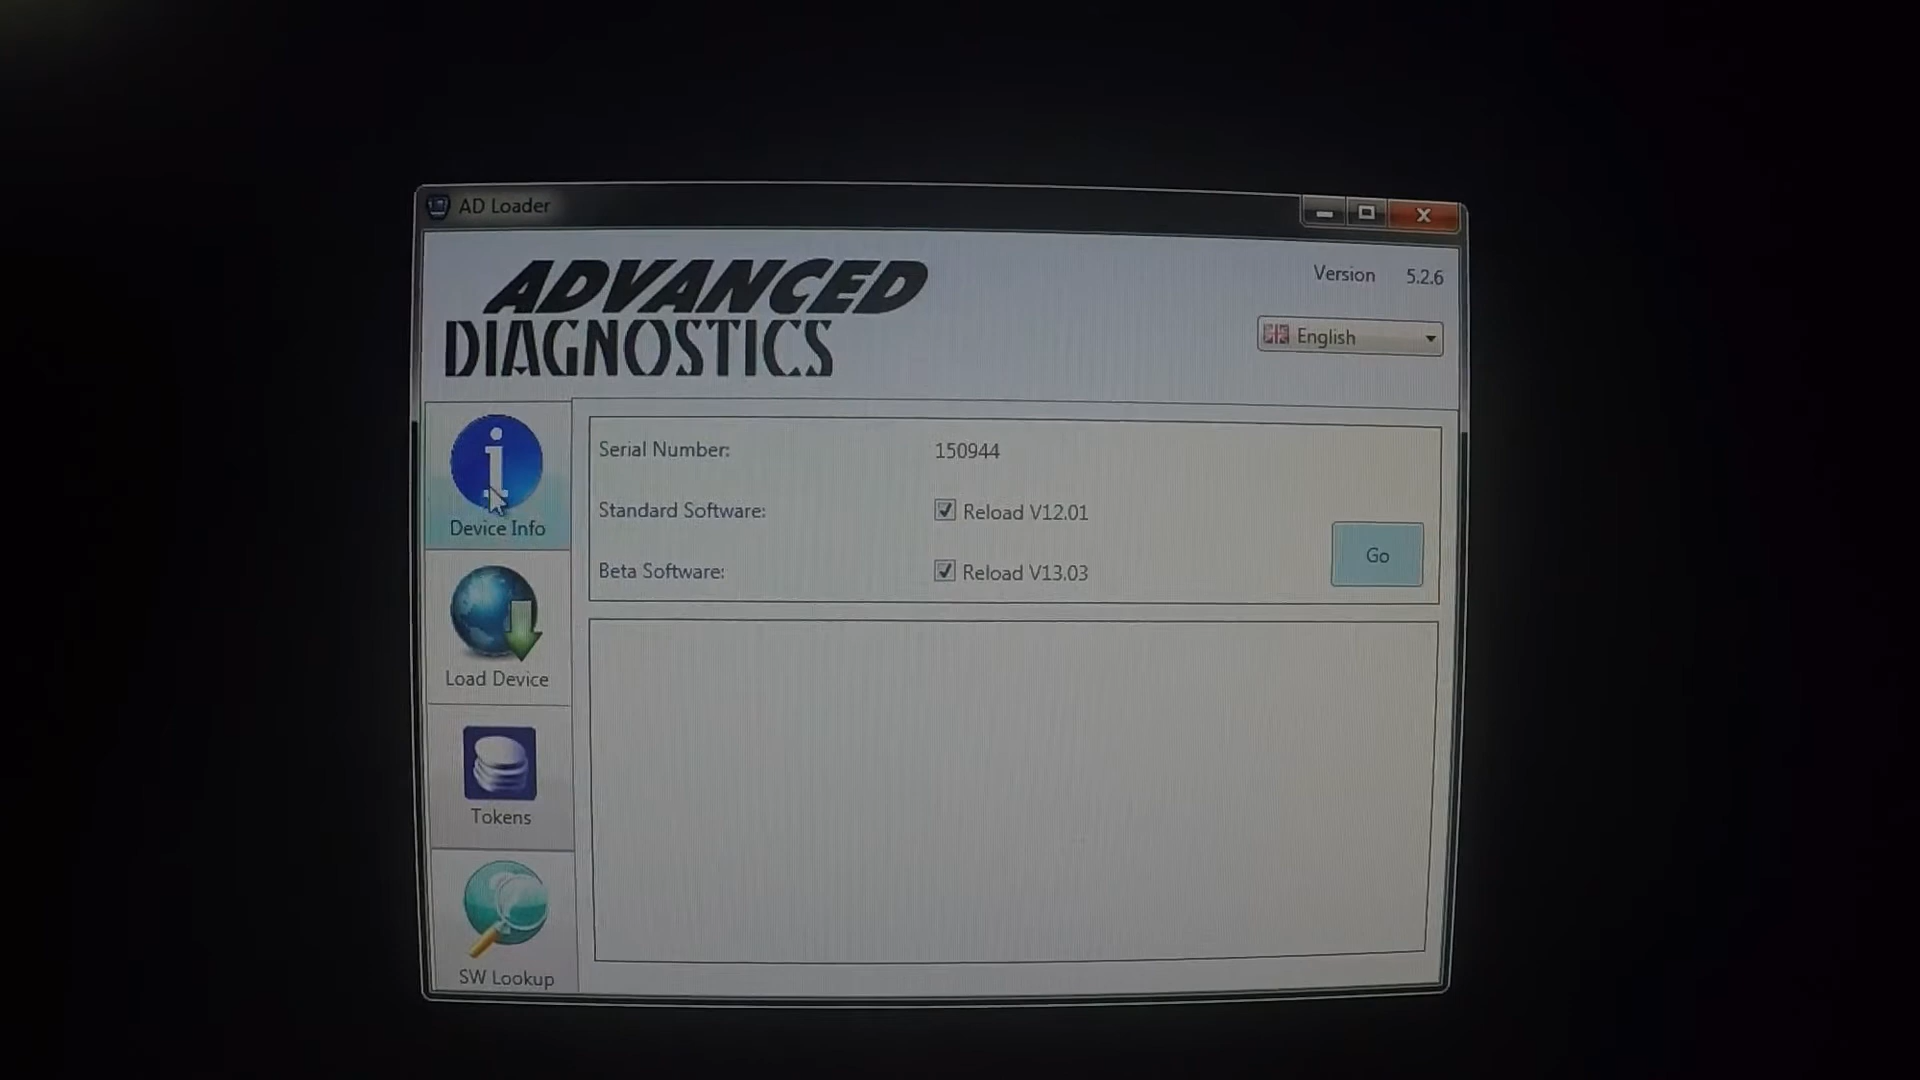 AD Loader
ADVANCED
DIAGNOSTICS
Version 5.2.6
English
Device Info
Load Device
Tokens
SW Lookup
Serial Number: 150944
Standard Software: Reload V12.01
Beta Software: Reload V13.03
Go